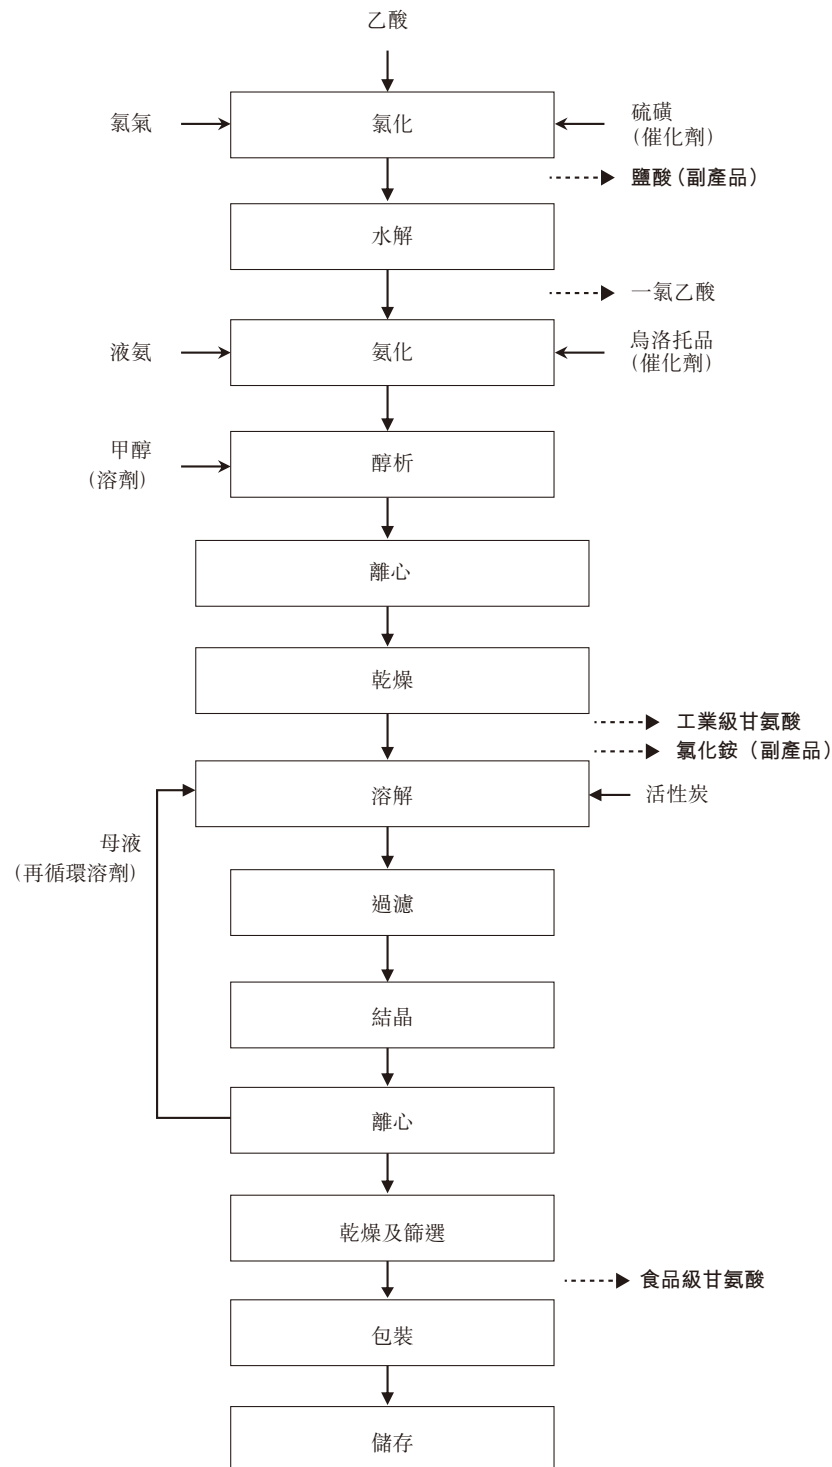 乙酸
氯氣
氯化
硫磺
(催化劑)
鹽酸(副產品)
水解
一氯乙酸
液氨
氨化
烏洛托品
(催化劑)
甲醇
(溶劑)
醇析
離心
乾燥
工業級甘氨酸
氯化銨（副產品）
溶解
活性炭
母液
(再循環溶劑)
過濾
結晶
離心
乾燥及篩選
食品級甘氨酸
包裝
儲存